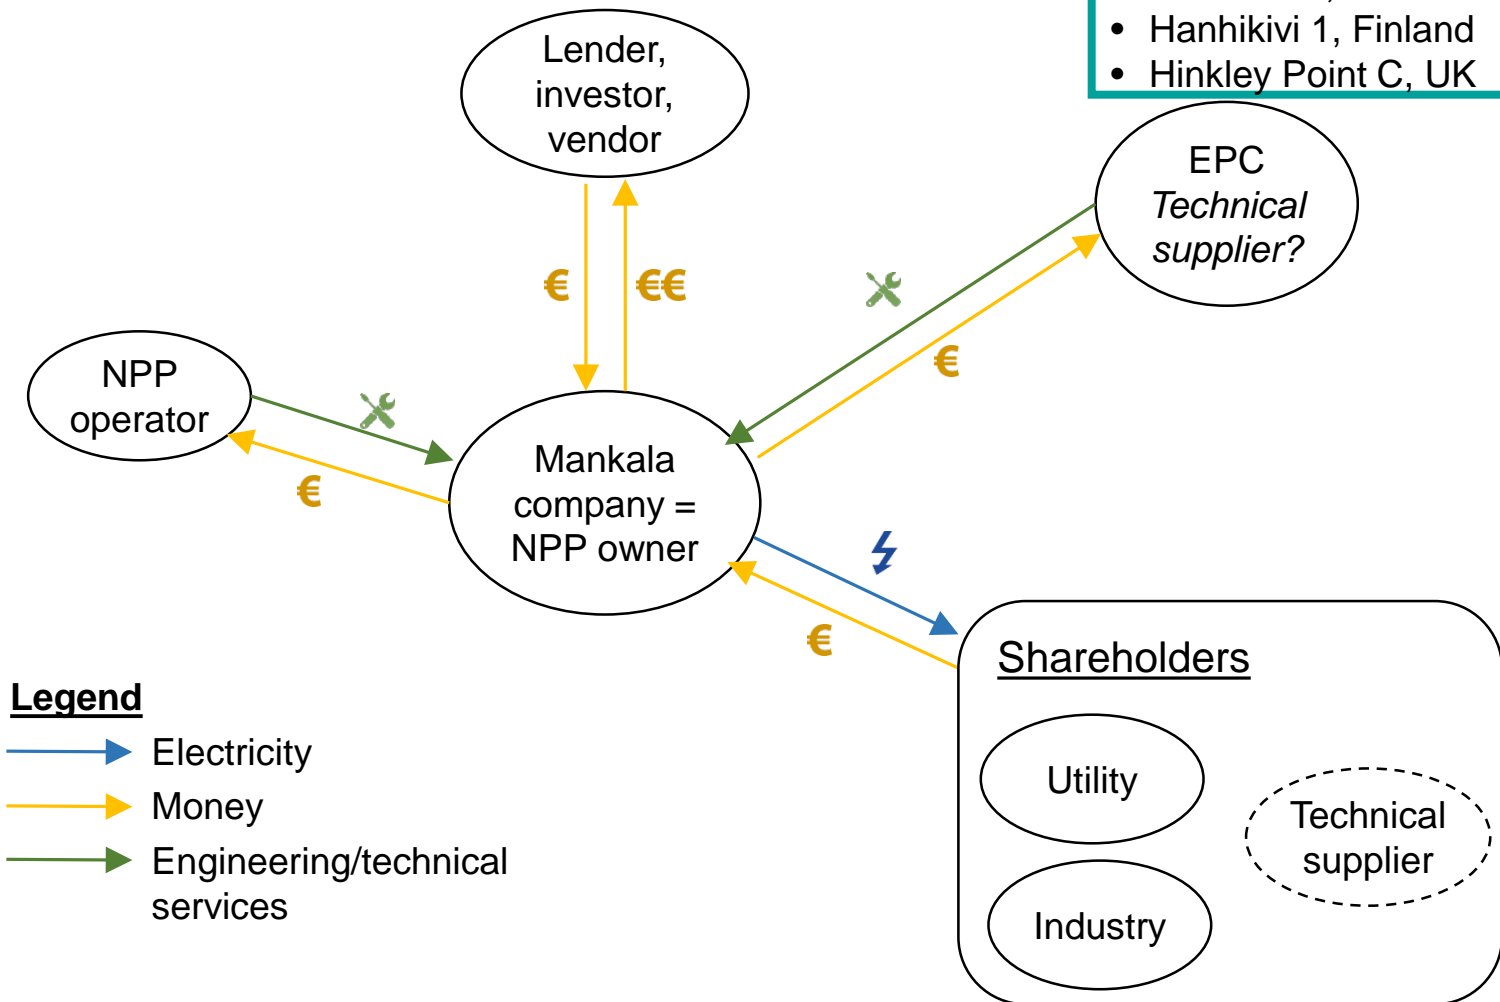 • Hanhikivi 1, Finland
• Hinkley Point C, UK
Lender,
investor,
vendor
EPC
Technical
supplier?
€
€€
€
NPP
operator
€
Mankala
company =
NPP owner
€
Shareholders
Utility
Technical
supplier
Industry
Legend
Electricity
Money
Engineering/technical
services